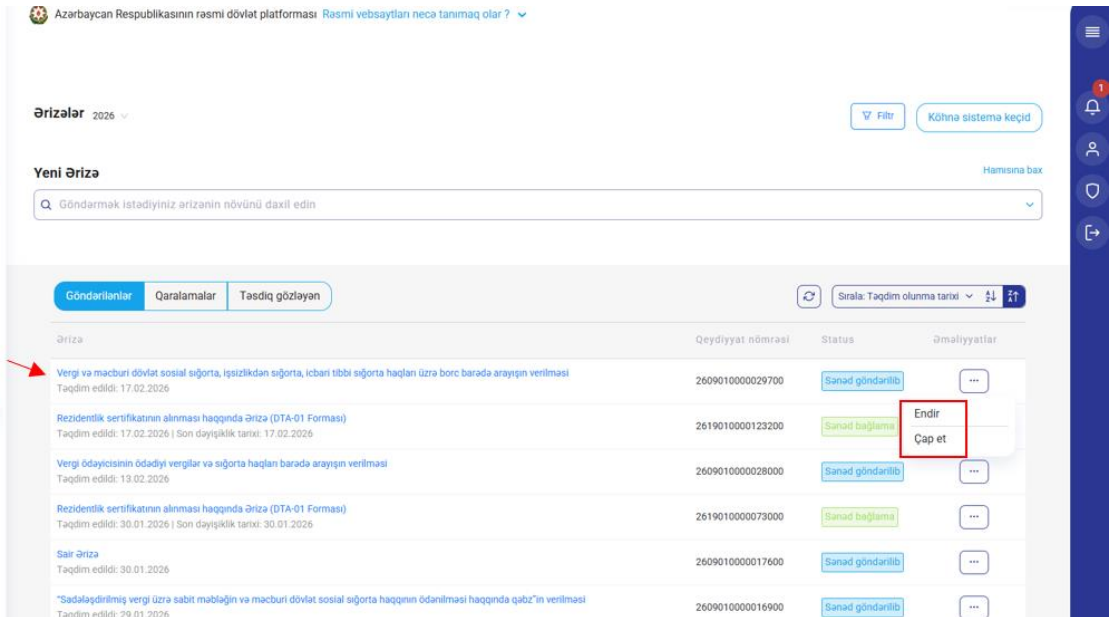 Azərbaycan Respublikasının rəsmi dövlət platforması Rəsmi vebsaytları necə tanımaq olar ?
1
Ərizələr 2026
Filtr
Köhnə sistemə keçid
Yeni Ərizə
Hamısına bax
Göndərmək istədiyiniz ərizənin növünü daxil edin
Göndərilənlər Qaralamalar Təsdiq gözləyən
Sırala: Təqdim olunma tarixi
Ərizə Qeydiyyat nömrəsi Status Əməliyyatlar
Vergi və məcburi dövlət sosial sığorta, işsizlikdən sığorta, icbari tibbi sığorta haqları üzrə borc barədə arayışın verilməsi
Təqdim edildi: 17.02.2026
2609010000029700 Sənəd göndərilib
Endir
Çap et
Rezidentlik sertifikatının alınması haqqında Ərizə (DTA-01 Forması)
Təqdim edildi: 17.02.2026 | Son dəyişiklik tarixi: 17.02.2026
2619010000123200 Sənəd bağlama
Vergi ödəyicisinin ödədiyi vergilər və sığorta haqları barədə arayışın verilməsi
Təqdim edildi: 13.02.2026
2609010000028000 Sənəd göndərilib
Rezidentlik sertifikatının alınması haqqında Ərizə (DTA-01 Forması)
Təqdim edildi: 30.01.2026 | Son dəyişiklik tarixi: 30.01.2026
2619010000073000 Sənəd bağlama
Sair Ərizə
Təqdim edildi: 30.01.2026
2609010000017600 Sənəd göndərilib
"Sadələşdirilmiş vergi üzrə sabit məbləğin və məcburi dövlət sosial sığorta haqqının ödənilməsi haqqında qəbz"in verilməsi
Təqdim edildi: 29.01.2026
2609010000016900 Sənəd göndərilib